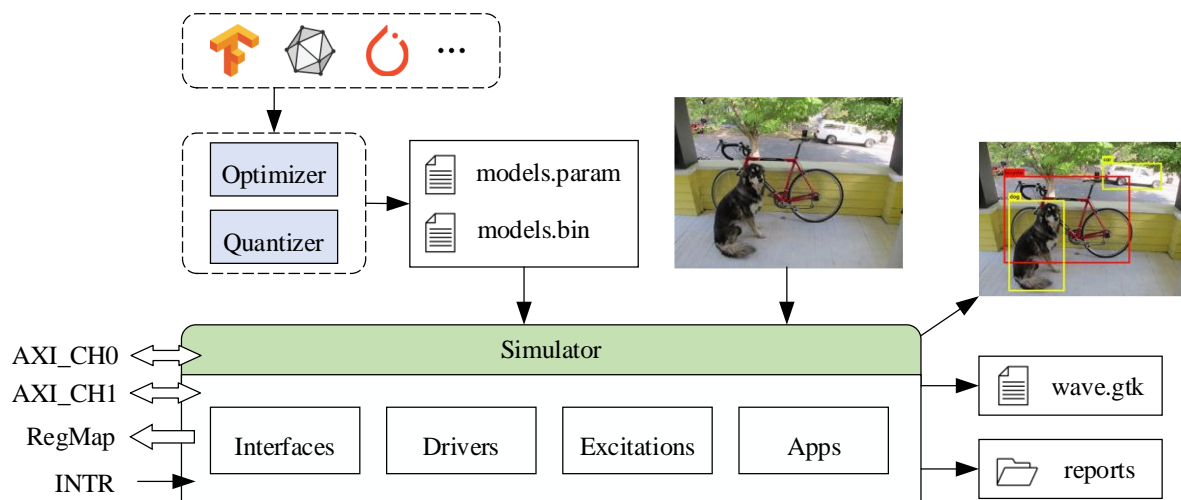 ...
Optimizer
Quantizer
models.param
models.bin
dog
car
Simulator
AXI_CH0
AXI_CH1
RegMap
INTR
Interfaces
Drivers
Excitations
Apps
wave.gtk
reports